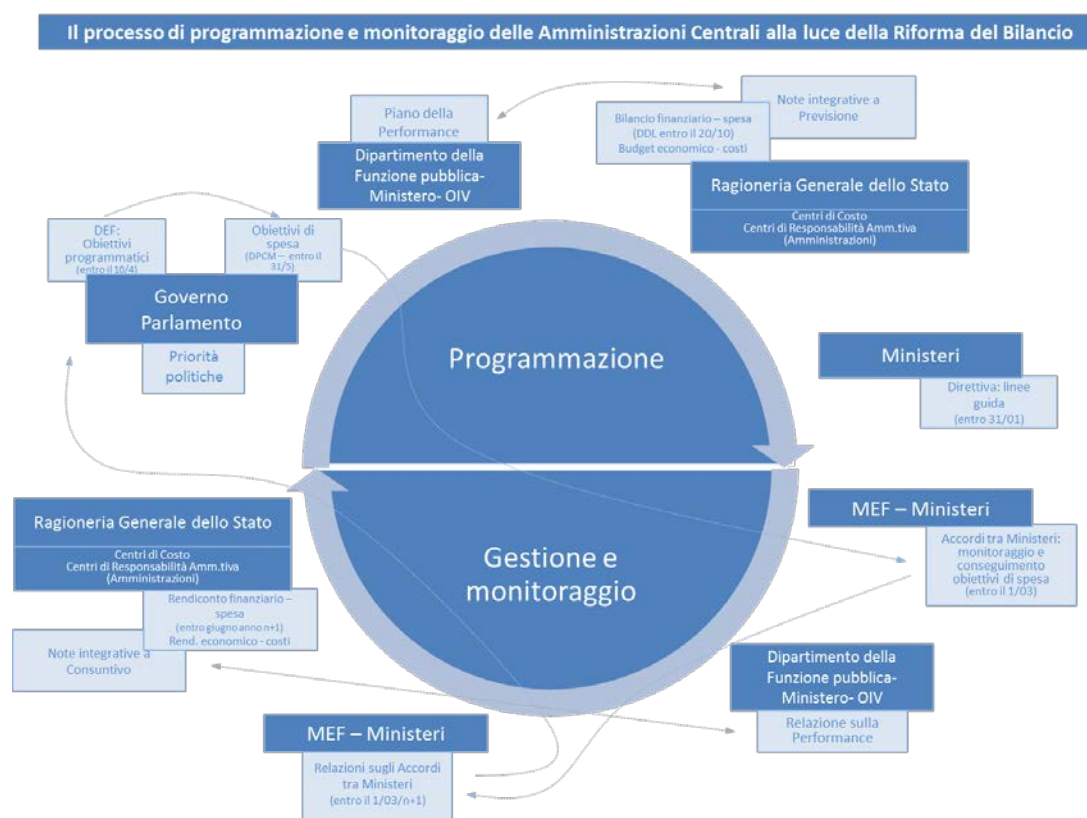 Il processo di programmazione e monitoraggio delle Amministrazioni Centrali alla luce della Riforma del Bilancio
Piano della
Performance
Dipartimento della
Funzione pubblica-
Ministero- OIV
Note integrative a
Previsione
Bilancio finanziario – spesa
(DDL entro il 20/10)
Budget economico - costi
Ragioneria Generale dello Stato
Centri di Costo
Centri di Responsabilità Amm.tiva
(Amministrazioni)
DEF:
Obiettivi
programmatici
(entro il 10/4)
Obiettivi di
spesa
(DPCM – entro il
31/5)
Governo
Parlamento
Priorità
politiche
Programmazione
Ministeri
Direttiva: linee
guida
(entro 31/01)
MEF – Ministeri
Accordi tra Ministeri:
monitoraggio e
conseguimento
obiettivi di spesa
(entro il 1/03)
Gestione e
monitoraggio
Ragioneria Generale dello Stato
Centri di Costo
Centri di Responsabilità Amm.tiva
(Amministrazioni)
Rendiconto finanziario –
spesa
(entro giugno anno n+1)
Rend. economico - costi
Note integrative a
Consuntivo
Dipartimento della
Funzione pubblica-
Ministero- OIV
Relazione sulla
Performance
MEF – Ministeri
Relazioni sugli Accordi
tra Ministeri
(entro il 1/03/n+1)